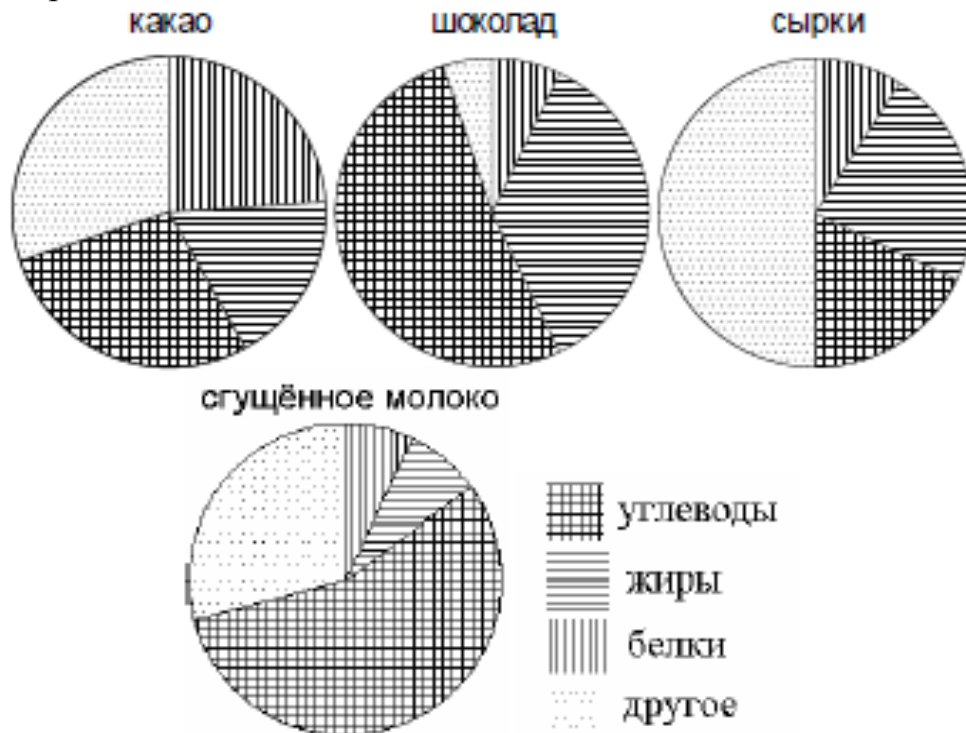 какао шоколад сырки
сгущённое молоко
углеводы
жиры
белки
другое